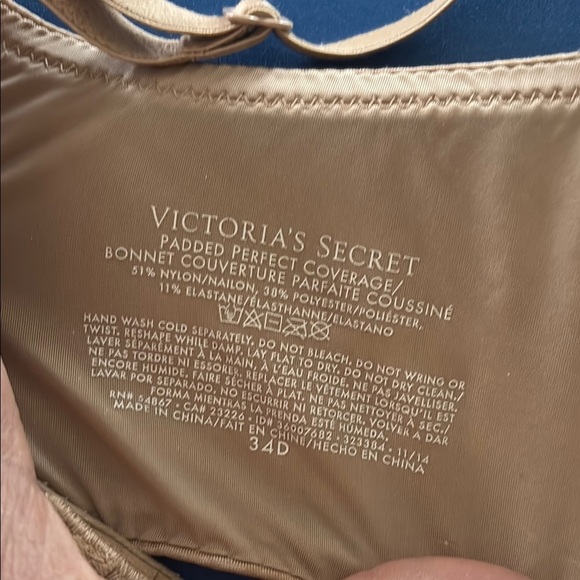 VICTORIA'S SECRET
PADDED PERFECT COVERAGE/
BONNET COUVERTURE PARFAITE COUSSINÉ
51% NYLON/NAILON, 38% POLYESTER/POLIÉSTER,
11% ELASTANE/ÉLASTHANNE/ELASTANO
HAND WASH COLD SEPARATELY. DO NOT BLEACH. DO NOT WRING OR
TWIST. RESHAPE WHILE DAMP. LAY FLAT TO DRY. DO NOT DRY CLEAN./
LAVER SÉPARÉMENT À LA MAIN, À L'EAU FROIDE. NE PAS JAVELLISER.
NE PAS TORDRE NI ESSORER. REPLACER LE VÊTEMENT LORSQU'IL EST
ENCORE HUMIDE. FAIRE SÉCHER À PLAT. NE PAS NETTOYER À SEC./
LAVAR POR SEPARADO. NO ESCURRIR NI RETORCER. VOLVER A DAR
FORMA MIENTRAS LA PRENDA ESTÉ HUMEDA.
RN# 54867 • CA# 23226 • ID# 36007682 • 323384 • 11/14
MADE IN CHINA/FAIT EN CHINE/HECHO EN CHINA
34D